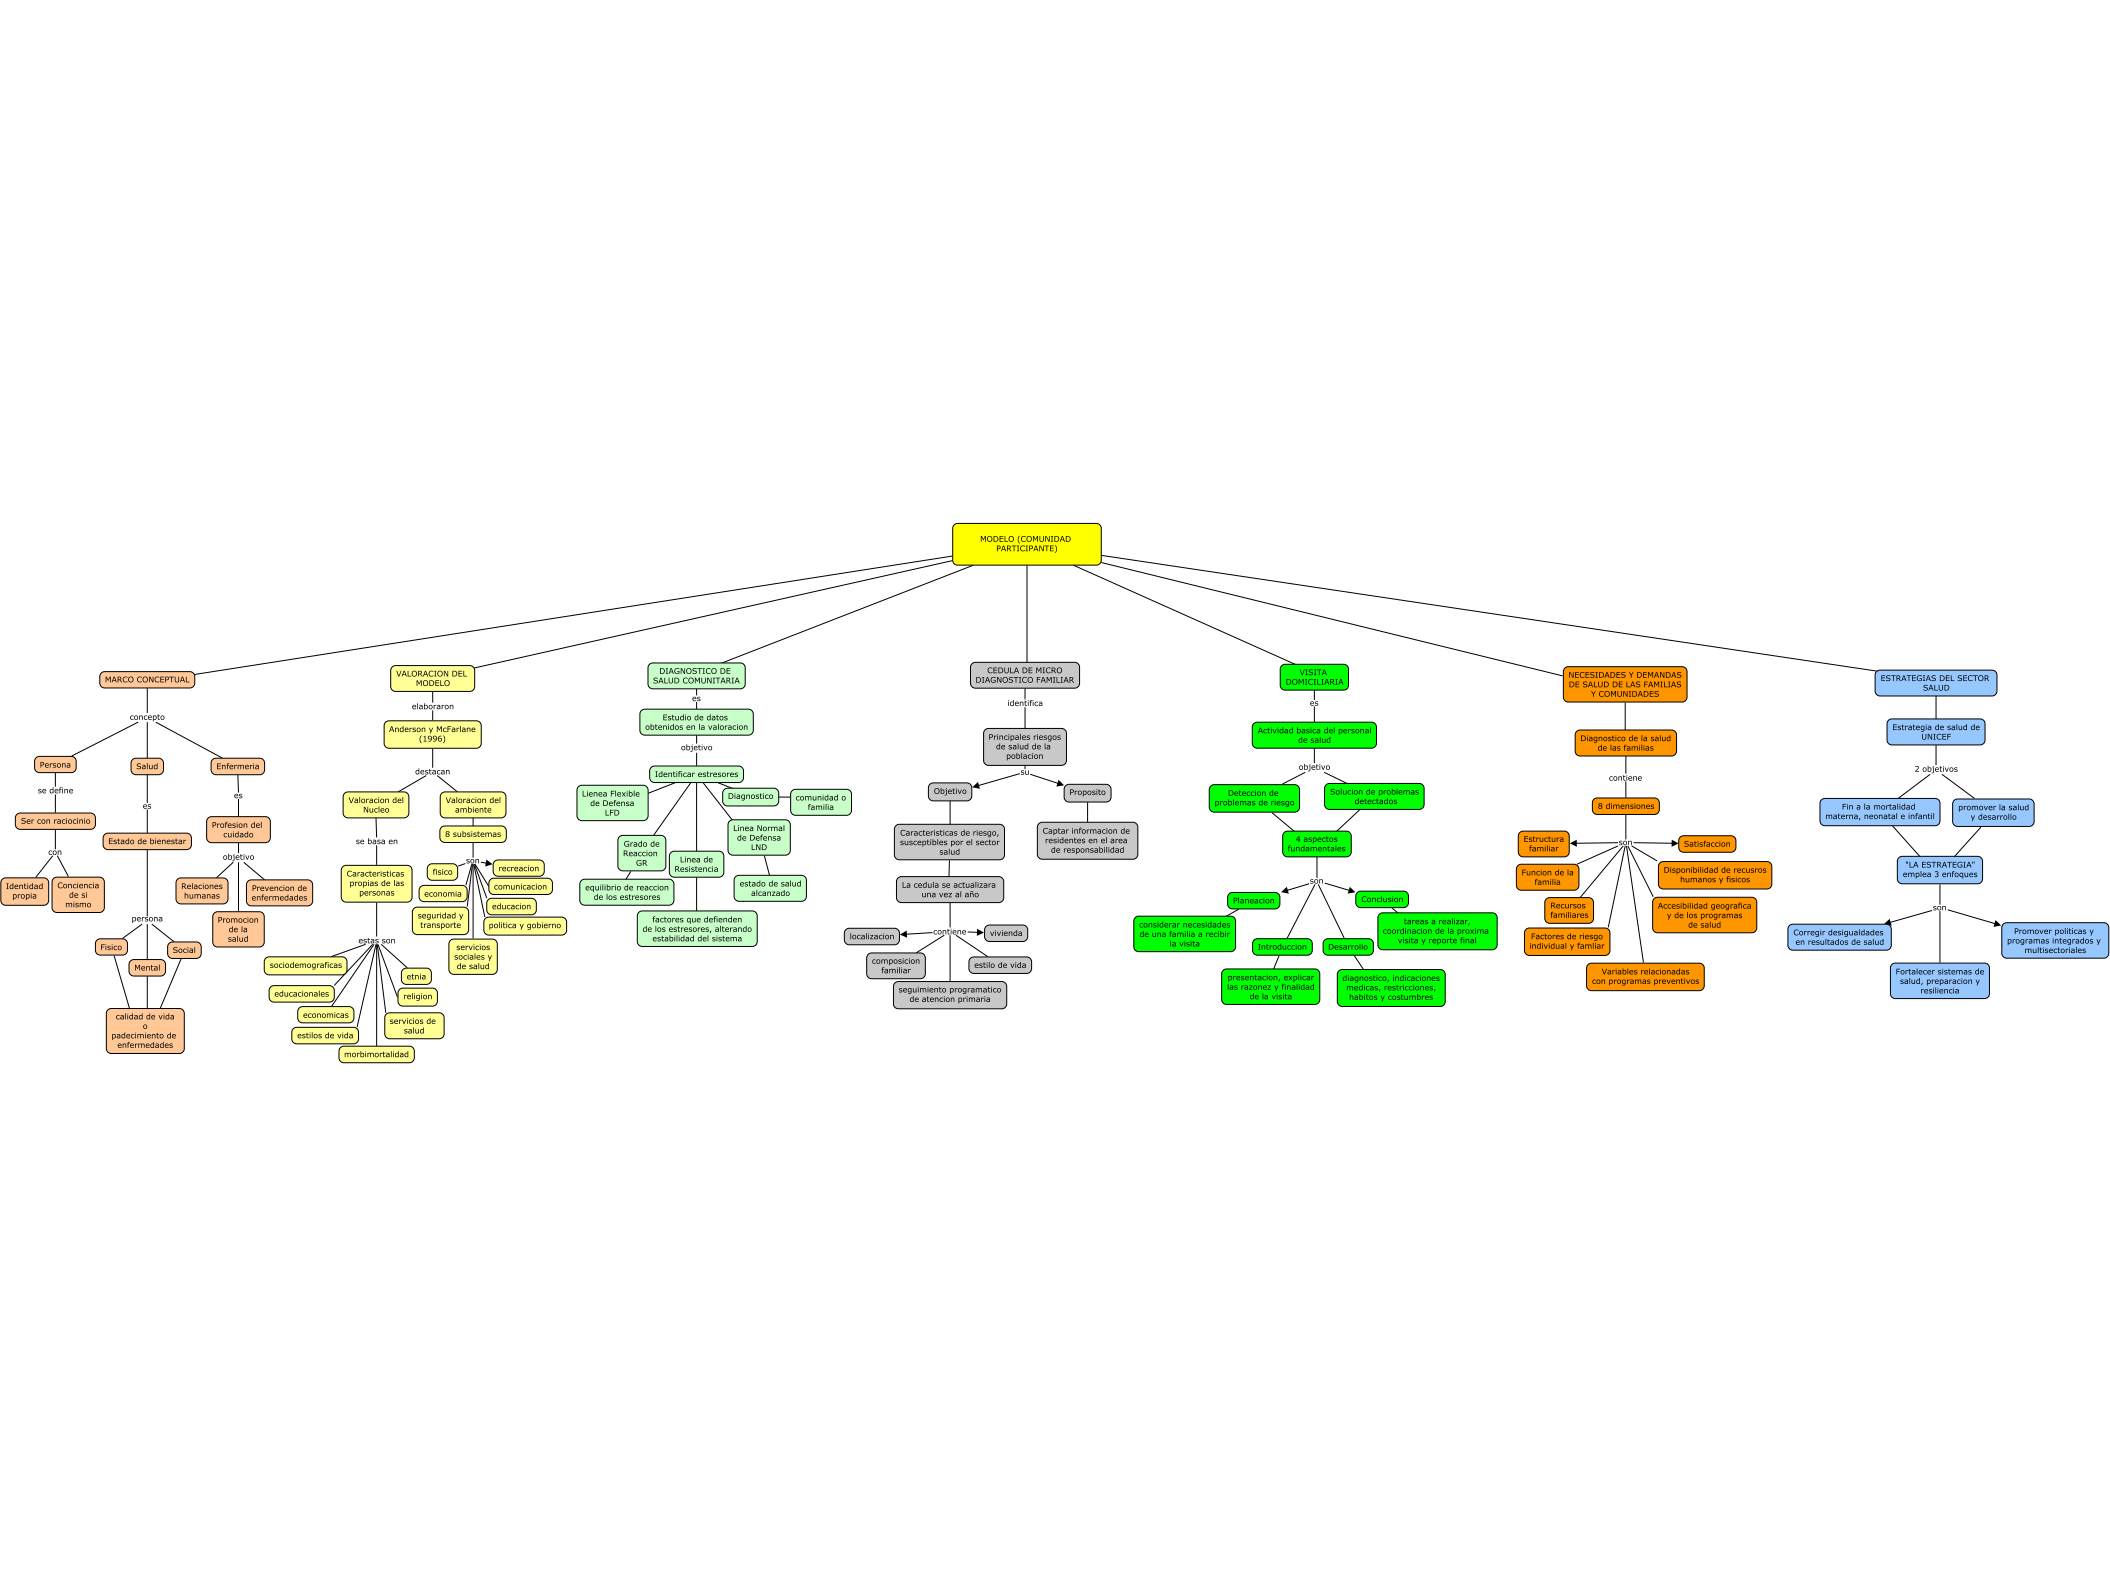 MODELO (COMUNIDAD
PARTICIPANTE)
MARCO CONCEPTUAL
concepto
Persona
se define
Ser con raciocinio
con
Identidad
propia
Conciencia
de si
mismo
Salud
es
Estado de bienestar
persona
Fisico
Mental
Social
calidad de vida
o
padecimiento de
enfermedades
Enfermeria
es
Profesion del
cuidado
objetivo
Relaciones
humanas
Promocion
de la
salud
Prevencion de
enfermedades
VALORACION DEL
MODELO
elaboraron
Anderson y McFarlane
(1996)
destacan
Valoracion del
Nucleo
se basa en
Caracteristicas
propias de las
personas
estas son
sociodemograficas
educacionales
economicas
estilos de vida
morbimortalidad
servicios de
salud
religion
etnia
Valoracion del
ambiente
8 subsistemas
son
fisico
economia
seguridad y
transporte
servicios
sociales y
de salud
politica y gobierno
educacion
comunicacion
recreacion
DIAGNOSTICO DE
SALUD COMUNITARIA
es
Estudio de datos
obtenidos en la valoracion
objetivo
Identificar estresores
Lienea Flexible
de Defensa
LFD
Grado de
Reaccion
GR
equilibrio de reaccion
de los estresores
Linea de
Resistencia
factores que defienden
de los estresores, alterando
estabilidad del sistema
Linea Normal
de Defensa
LND
estado de salud
alcanzado
Diagnostico
comunidad o
familia
CEDULA DE MICRO
DIAGNOSTICO FAMILIAR
identifica
Principales riesgos
de salud de la
poblacion
su
Objetivo
Caracteristicas de riesgo,
susceptibles por el sector
salud
La cedula se actualizara
una vez al año
contiene
localizacion
composicion
familiar
seguimiento programatico
de atencion primaria
estilo de vida
vivienda
Proposito
Captar informacion de
residentes en el area
de responsabilidad
VISITA
DOMICILIARIA
es
Actividad basica del personal
de salud
objetivo
Deteccion de
problemas de riesgo
Solucion de problemas
detectados
4 aspectos
fundamentales
son
Planeacion
considerar necesidades
de una familia a recibir
la visita
Introduccion
presentacion, explicar
las razonez y finalidad
de la visita
Desarrollo
diagnostico, indicaciones
medicas, restricciones,
habitos y costumbres
Conclusion
tareas a realizar,
coordinacion de la proxima
visita y reporte final
NECESIDADES Y DEMANDAS
DE SALUD DE LAS FAMILIAS
Y COMUNIDADES
Diagnostico de la salud
de las familias
contiene
8 dimensiones
son
Estructura
familiar
Funcion de la
familia
Recursos
familiares
Factores de riesgo
individual y famliar
Variables relacionadas
con programas preventivos
Accesibilidad geografica
y de los programas
de salud
Disponibilidad de recusros
humanos y fisicos
Satisfaccion
ESTRATEGIAS DEL SECTOR
SALUD
Estrategia de salud de
UNICEF
2 objetivos
Fin a la mortalidad
materna, neonatal e infantil
promover la salud
y desarrollo
"LA ESTRATEGIA"
emplea 3 enfoques
son
Corregir desigualdades
en resultados de salud
Fortalecer sistemas de
salud, preparacion y
resiliencia
Promover politicas y
programas integrados y
multisectoriales